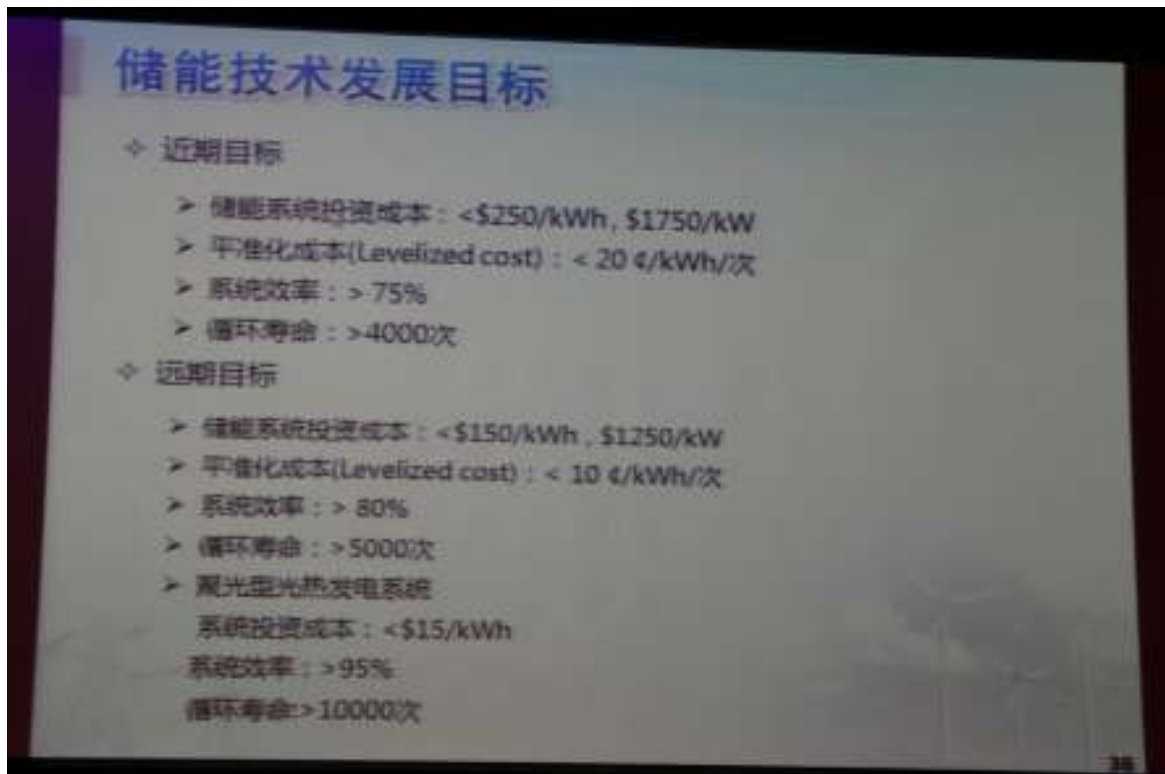 储能技术发展目标
❖ 近期目标
➢ 储能系统投资成本：<$250/kWh , $1750/kW
➢ 平准化成本(Levelized cost)：< 20 ¢/kWh/次
➢ 系统效率：> 75%
➢ 循环寿命：>4000次
❖ 远期目标
➢ 储能系统投资成本：<$150/kWh , $1250/kW
➢ 平准化成本(Levelized cost)：< 10 ¢/kWh/次
➢ 系统效率：> 80%
➢ 循环寿命：>5000次
➢ 聚光型光热发电系统
系统投资成本：<$15/kWh
系统效率：>95%
循环寿命:>10000次